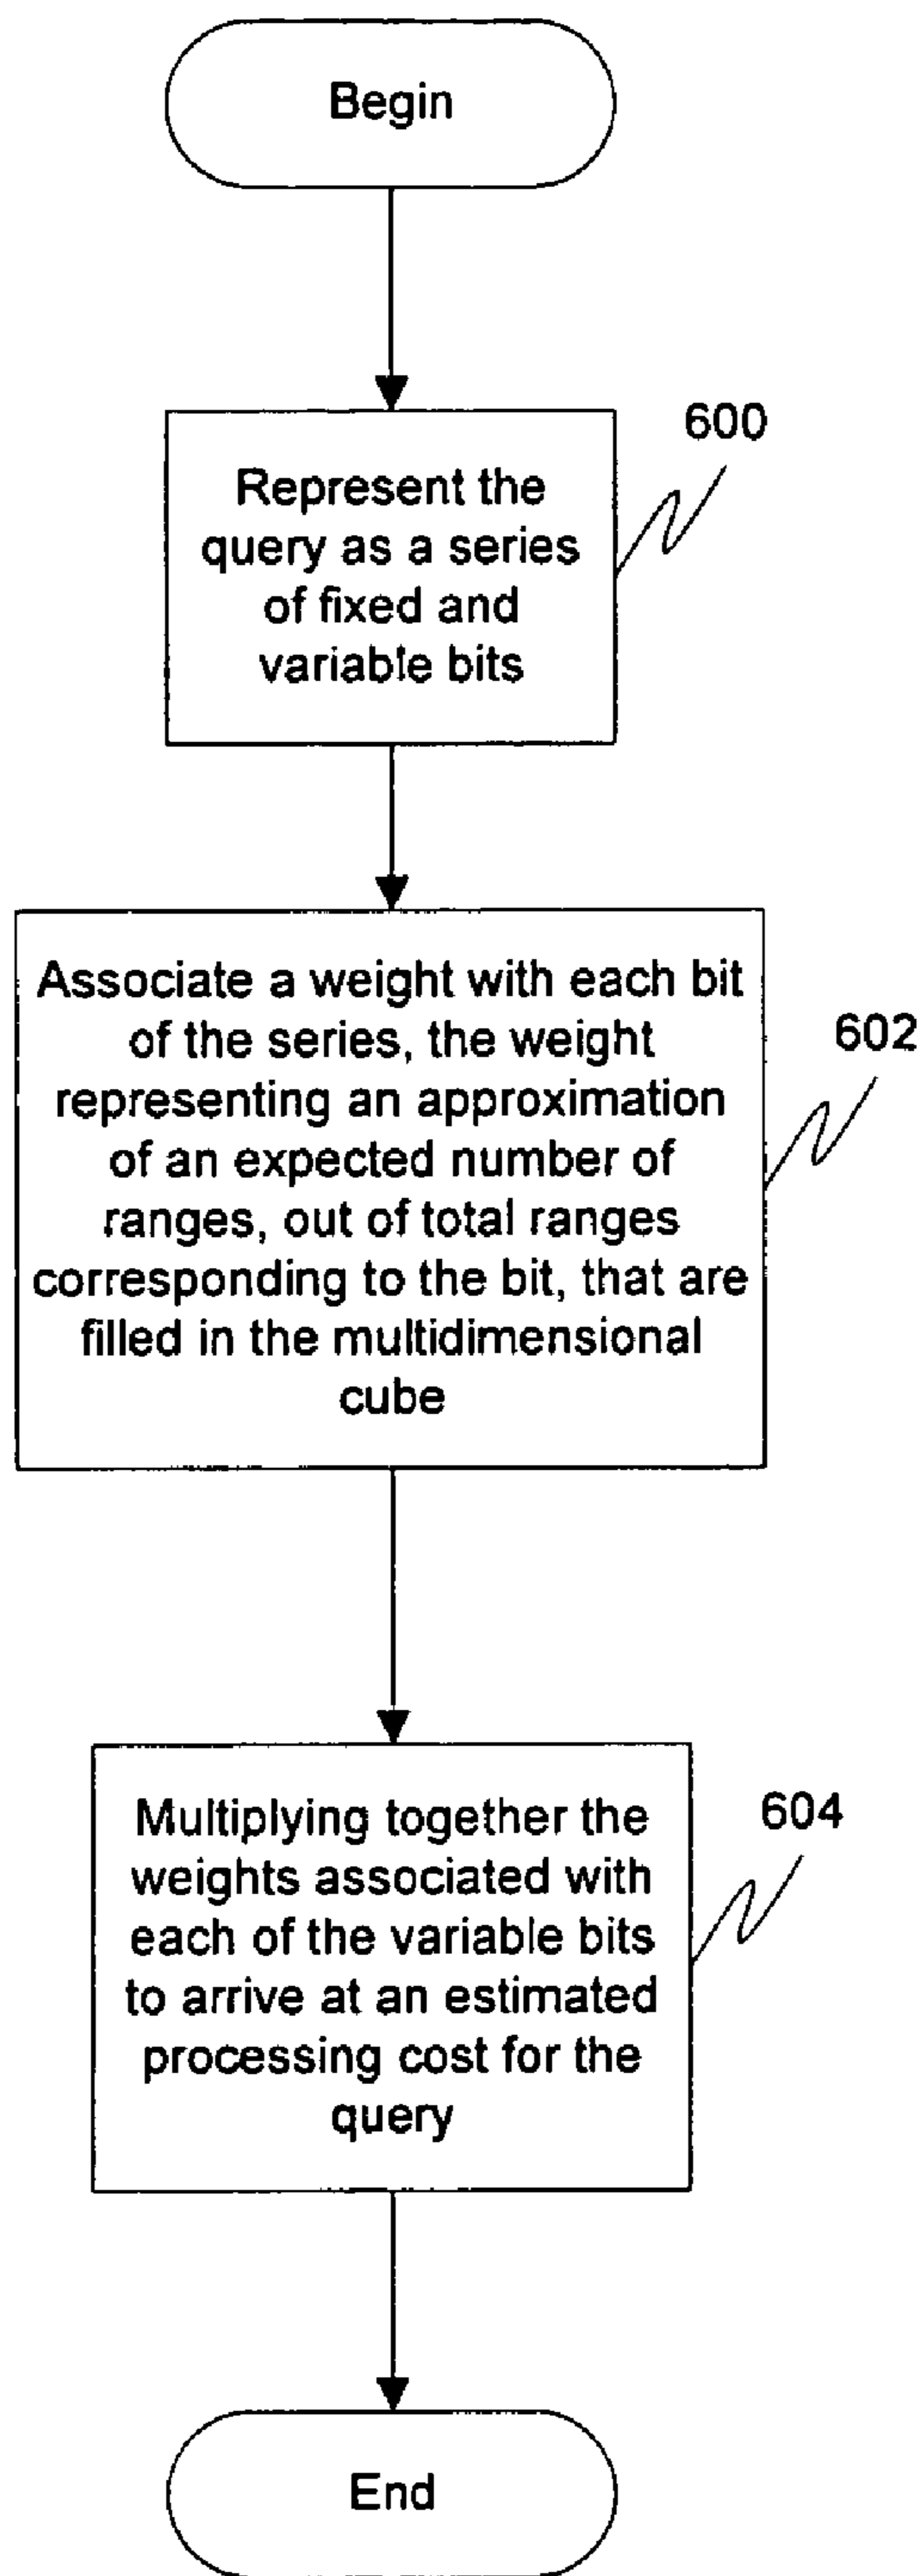 Begin
600
Represent the
query as a series
of fixed and
variable bits
Associate a weight with each bit
of the series, the weight
representing an approximation
of an expected number of
ranges, out of total ranges
corresponding to the bit, that are
filled in the multidimensional
cube
602
Multiplying together the
weights associated with
each of the variable bits
to arrive at an estimated
processing cost for the
query
604
End